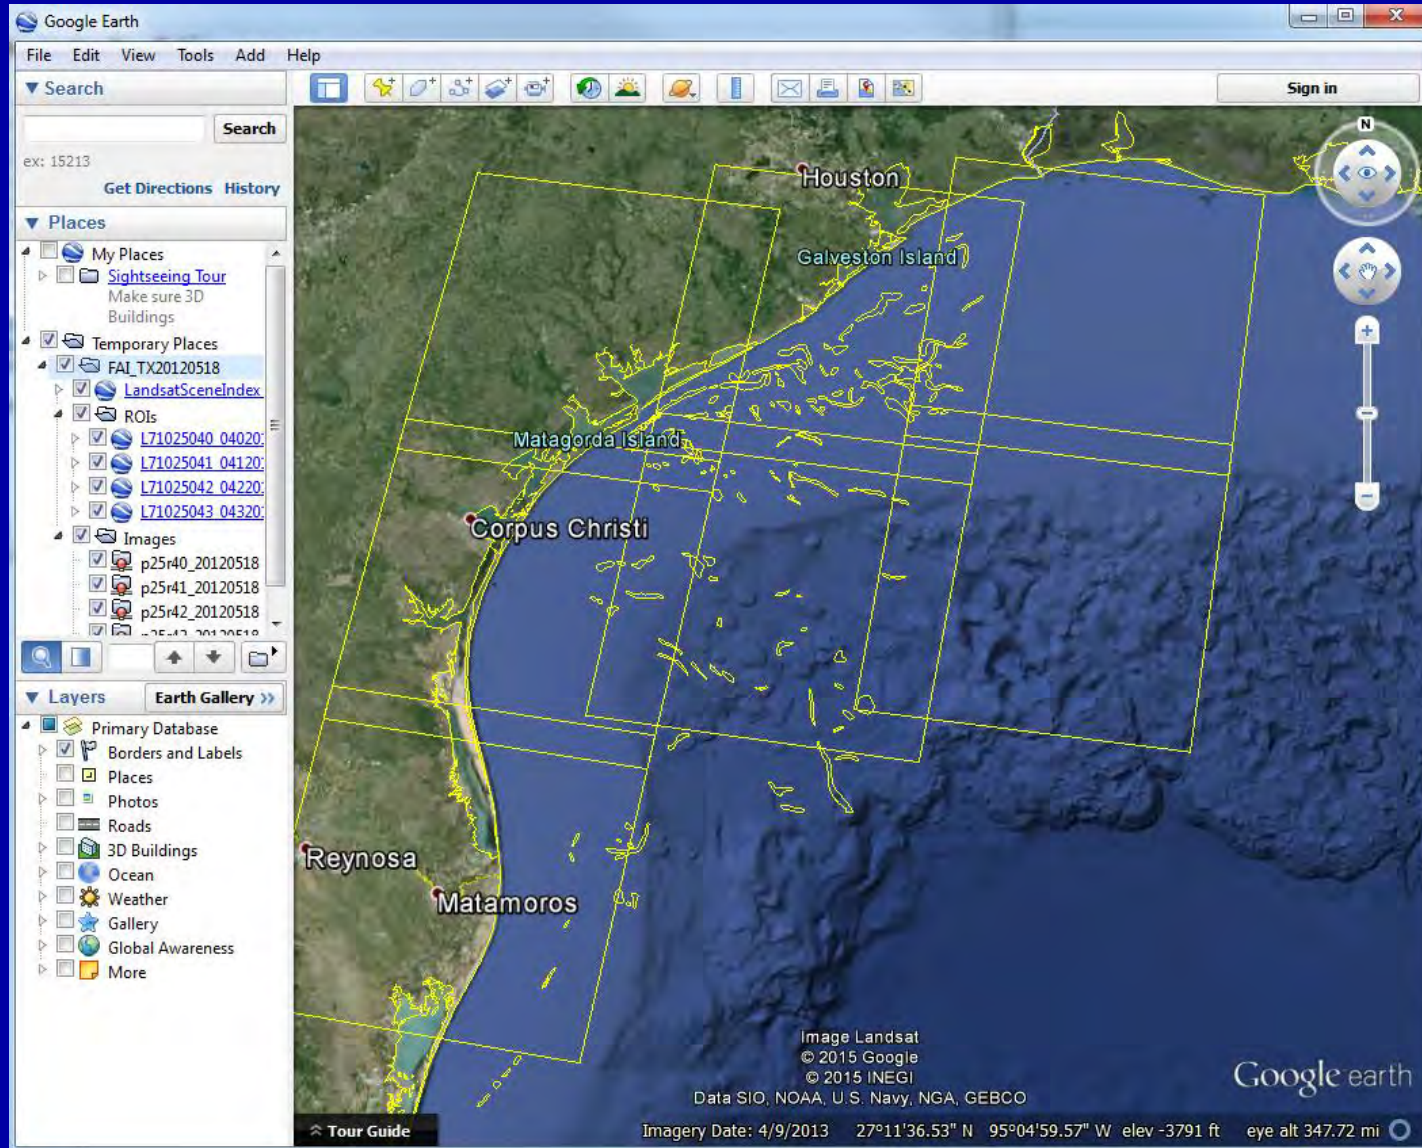 Google Earth
File Edit View Tools Add Help
Search
Search
ex: 15213
Get Directions History
Places
My Places
Sightseeing Tour
Make sure 3D
Buildings
Temporary Places
FAI_TX20120518
LandsatSceneIndex
ROIs
L71025040_04020
L71025041_04120
L71025042_04220
L71025043_04320
Images
p25r40_20120518
p25r41_20120518
p25r42_20120518
p25r43_20120518
Layers
Earth Gallery >>
Primary Database
Borders and Labels
Places
Photos
Roads
3D Buildings
Ocean
Weather
Gallery
Global Awareness
More
Sign in
N
Houston
Galveston Island
Matagorda Island
Corpus Christi
Reynosa
Matamoros
Image Landsat
© 2015 Google
© 2015 INEGI
Data SIO, NOAA, U.S. Navy, NGA, GEBCO
Google earth
Tour Guide
Imagery Date: 4/9/2013 27°11'36.53" N 95°04'59.57" W elev -3791 ft eye alt 347.72 mi